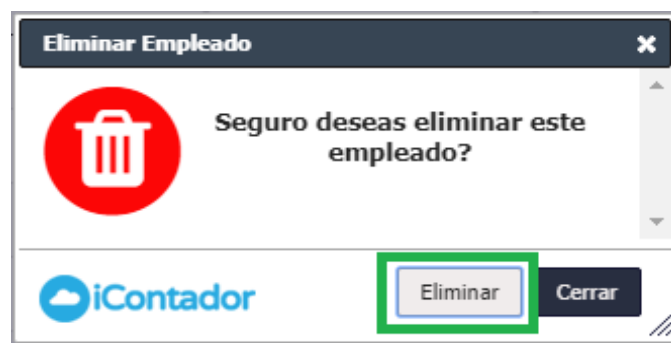 Eliminar Empleado
Seguro deseas eliminar este
empleado?
iContador
Eliminar
Cerrar